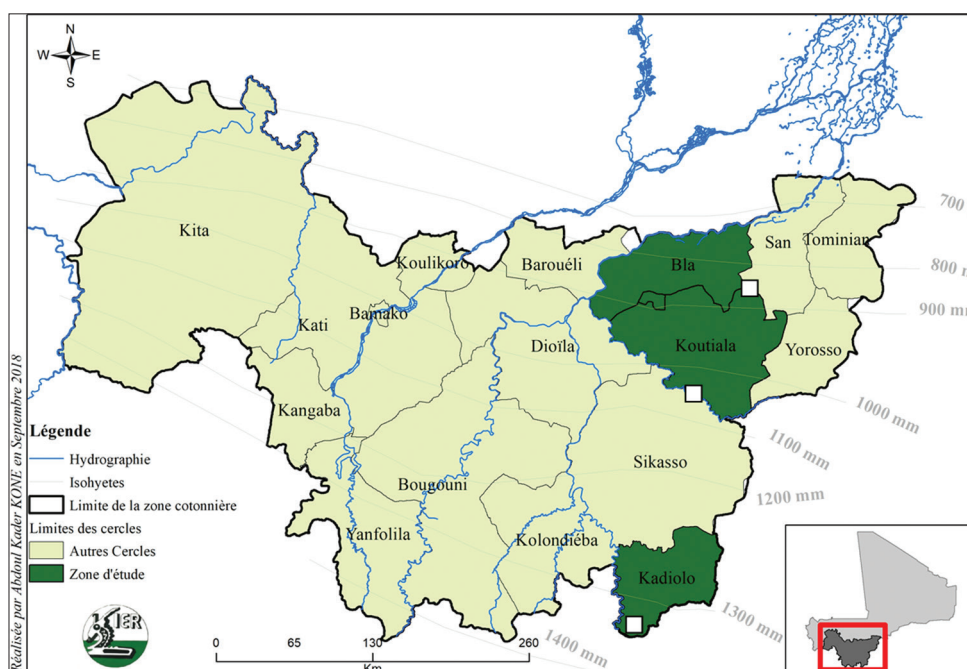 N
W E
S
Kita
Koulikoro
Barouéli
Bla
San
Tominian
700
800 m
900 mm
Bamako
Kati
Dioïla
Koutiala
Yorosso
Kangaba
1000 mm
1100 mm
Sikasso
1200 mm
Bougouni
Yanfolila
Kolondiéba
Kadiolo
1300 mm
1400 mm
Légende
Hydrographie
Isohyetes
Limite de la zone cotonnière
Limites des cercles
Autres Cercles
Zone d'étude
IER
0 65 130 260
Km
Réalisée par Abdoul Kader KONE en Septembre 2018